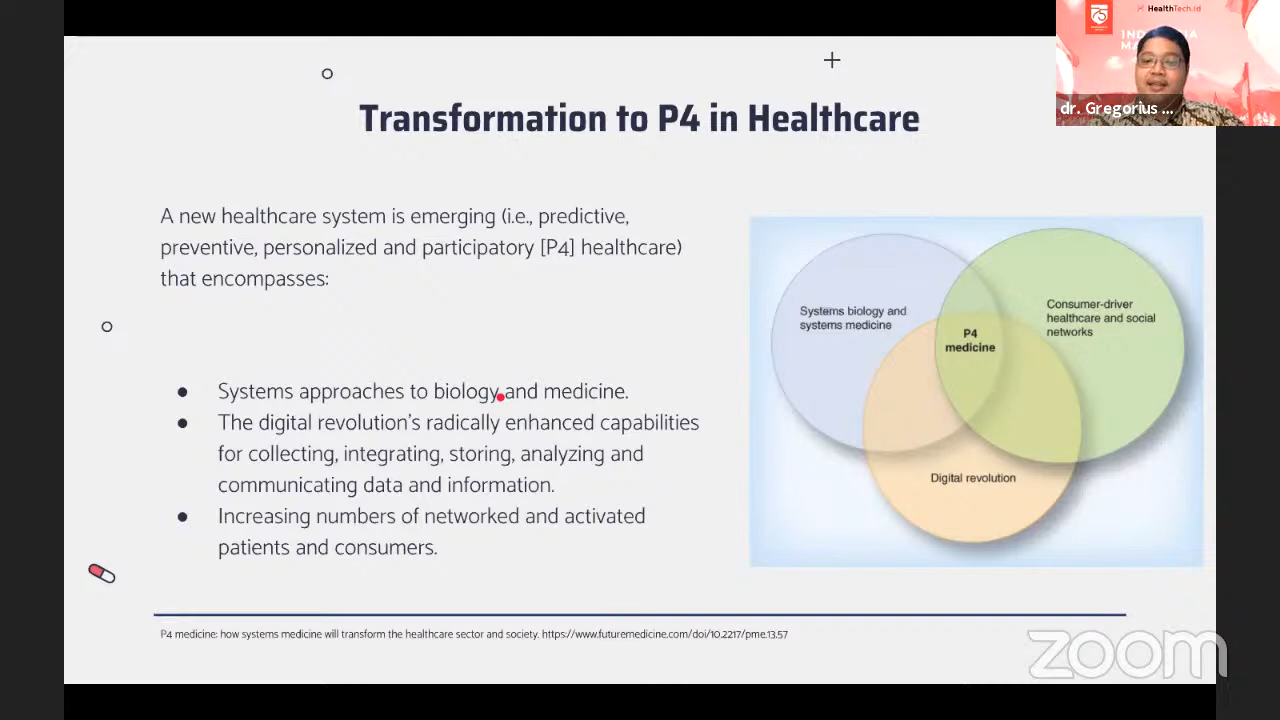 HealthTech.id
dr. Gregorius ...
Transformation to P4 in Healthcare
A new healthcare system is emerging (i.e., predictive,
preventive, personalized and participatory [P4] healthcare)
that encompasses:
● Systems approaches to biology and medicine.
● The digital revolution's radically enhanced capabilities
for collecting, integrating, storing, analyzing and
communicating data and information.
● Increasing numbers of networked and activated
patients and consumers.
Systems biology and
systems medicine
Consumer-driver
healthcare and social
networks
P4
medicine
Digital revolution
P4 medicine: how systems medicine will transform the healthcare sector and society. https://www.futuremedicine.com/doi/10.2217/pme.13.57
zoom